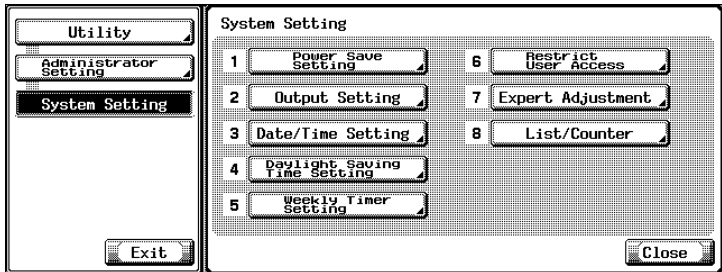 Utility
Administrator
Setting
System Setting
Exit
System Setting
1 Power Save
Setting
2 Output Setting
3 Date/Time Setting
4 Daylight Saving
Time Setting
5 Weekly Timer
Setting
6 Restrict
User Access
7 Expert Adjustment
8 List/Counter
Close